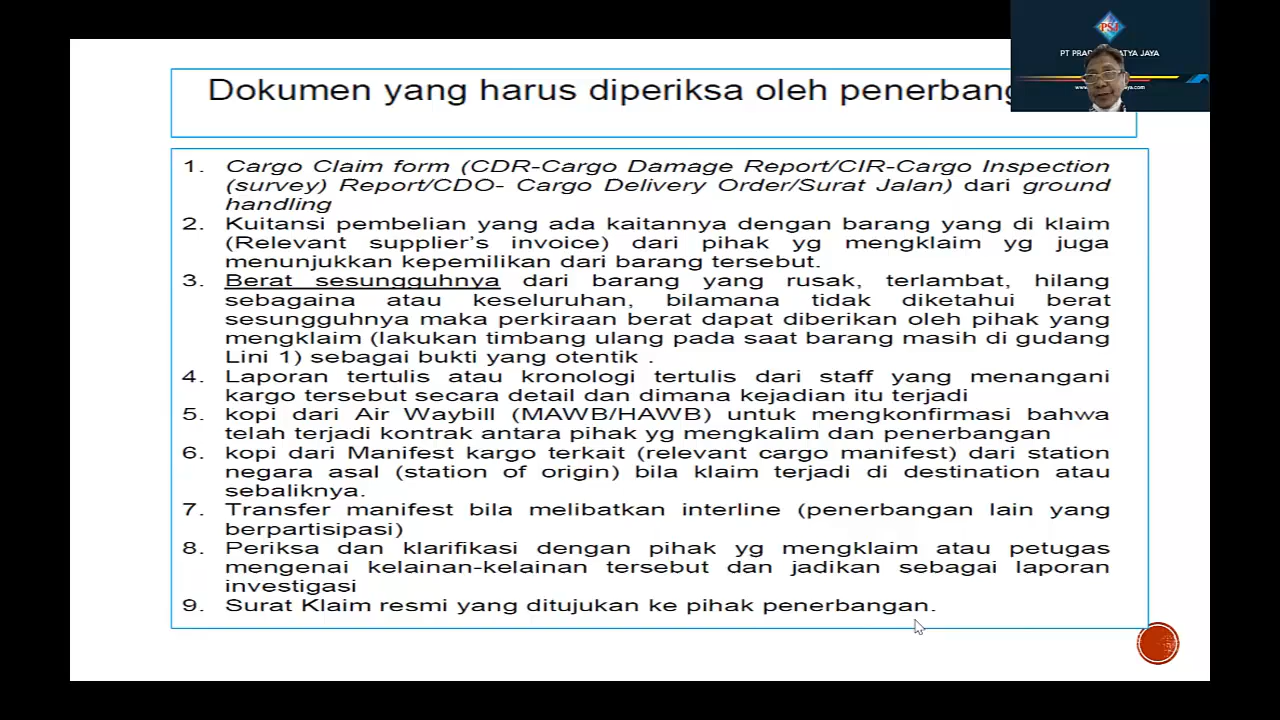 PSJ
PT PRAD ATYA JAYA
Dokumen yang harus diperiksa oleh penerbang
1. Cargo Claim form (CDR-Cargo Damage Report/CIR-Cargo Inspection
(survey) Report/CDO- Cargo Delivery Order/Surat Jalan) dari ground
handling
2. Kuitansi pembelian yang ada kaitannya dengan barang yang di klaim
(Relevant supplier's invoice) dari pihak yg mengklaim yg juga
menunjukkan kepemilikan dari barang tersebut.
3. Berat sesungguhnya dari barang yang rusak, terlambat, hilang
sebagaina atau keseluruhan, bilamana tidak diketahui berat
sesungguhnya maka perkiraan berat dapat diberikan oleh pihak yang
mengklaim (lakukan timbang ulang pada saat barang masih di gudang
Lini 1) sebagai bukti yang otentik .
4. Laporan tertulis atau kronologi tertulis dari staff yang menangani
kargo tersebut secara detail dan dimana kejadian itu terjadi
5. kopi dari Air Waybill (MAWB/HAWB) untuk mengkonfirmasi bahwa
telah terjadi kontrak antara pihak yg mengkalim dan penerbangan
6. kopi dari Manifest kargo terkait (relevant cargo manifest) dari station
negara asal (station of origin) bila klaim terjadi di destination atau
sebaliknya.
7. Transfer manifest bila melibatkan interline (penerbangan lain yang
berpartisipasi)
8. Periksa dan klarifikasi dengan pihak yg mengklaim atau petugas
mengenai kelainan-kelainan tersebut dan jadikan sebagai laporan
investigasi
9. Surat Klaim resmi yang ditujukan ke pihak penerbangan.